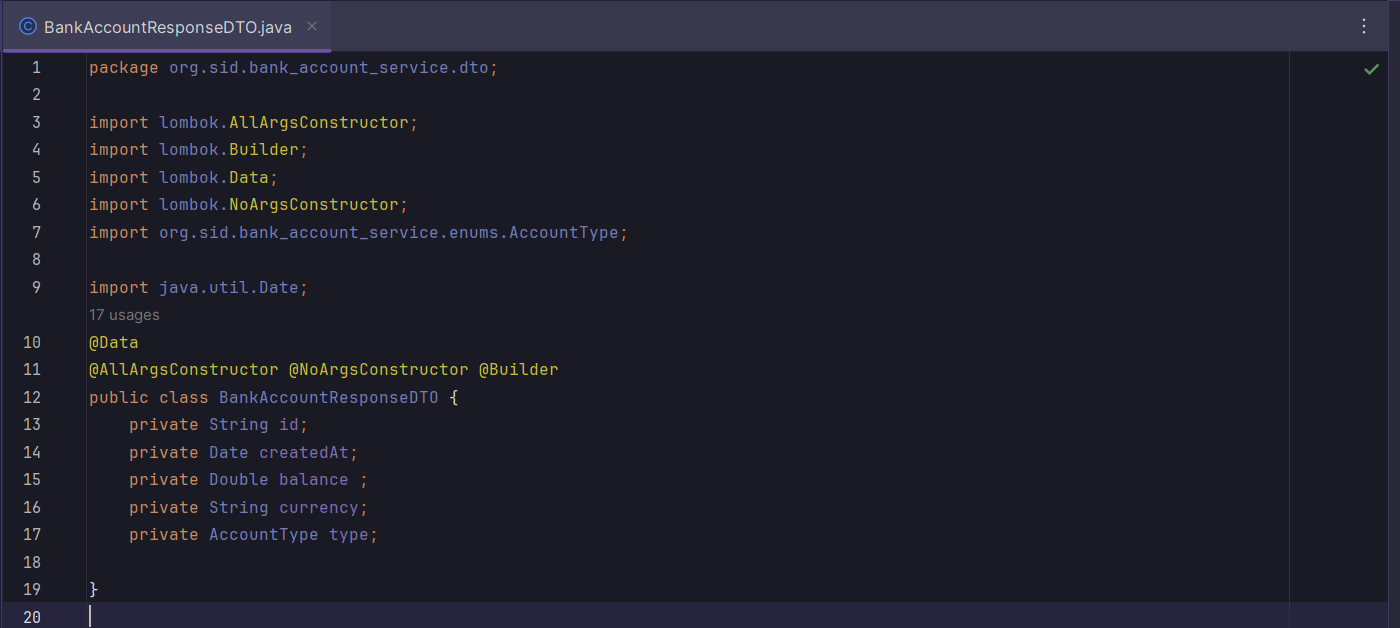 BankAccountResponseDTO.java
1 package org.sid.bank_account_service.dto;
2
3 import lombok.AllArgsConstructor;
4 import lombok.Builder;
5 import lombok.Data;
6 import lombok.NoArgsConstructor;
7 import org.sid.bank_account_service.enums.AccountType;
8
9 import java.util.Date;
17 usages
10 @Data
11 @AllArgsConstructor @NoArgsConstructor @Builder
12 public class BankAccountResponseDTO {
13     private String id;
14     private Date createdAt;
15     private Double balance ;
16     private String currency;
17     private AccountType type;
18
19 }
20